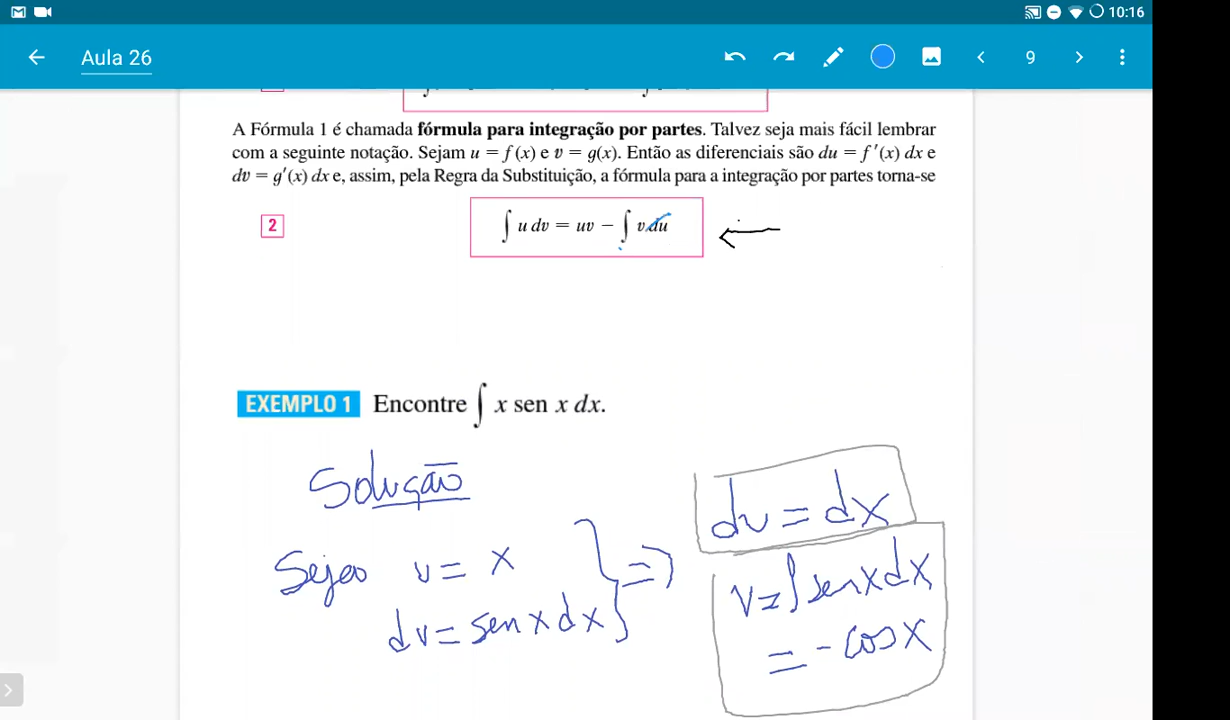 10:16
Aula 26
9
A Fórmula 1 é chamada fórmula para integração por partes. Talvez seja mais fácil lembrar
com a seguinte notação. Sejam u = f(x) e v = g(x). Então as diferenciais são du = f'(x) dx e
dv = g'(x) dx e, assim, pela Regra da Substituição, a fórmula para a integração por partes torna-se
2
∫ u dv = uv − ∫ v du
EXEMPLO 1 Encontre ∫ x sen x dx.
Solução
Sejam u = x
dv = sen x dx
⇒
du = dx
v = ∫ sen x dx
= - cos x